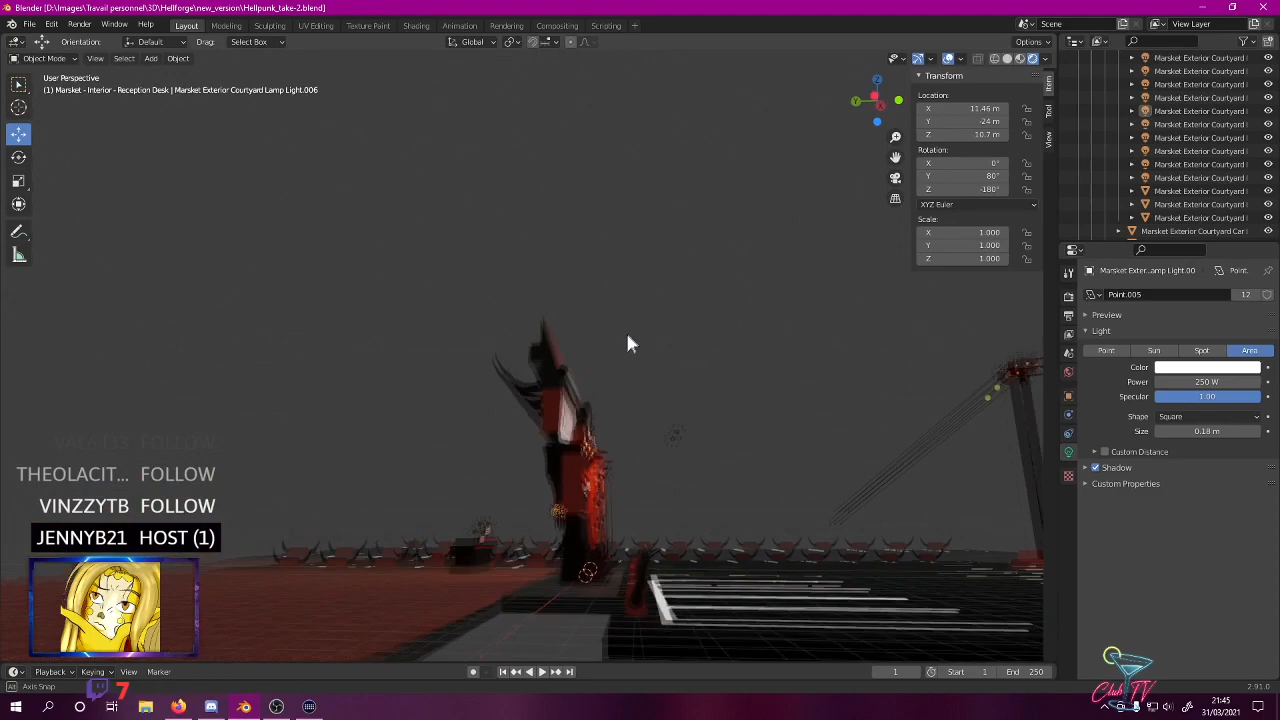 Blender [D:\Images\Travail personnel\3D\Hellforge\new_version\Hellpunk_take-2.blend]
File Edit Render Window Help Layout Modeling Sculpting UV Editing Texture Paint Shading Animation Rendering Compositing Scripting Scene View Layer
Orientation: Default Drag: Select Box Global Options
Object Mode View Select Add Object
User Perspective
(1) Marsket - Interior - Reception Desk | Marsket Exterior Courtyard Lamp Light.006
Z
Y
X
Transform
Location:
X 11.46 m
Y -24 m
Z 10.7 m
Rotation:
X 0°
Y 80°
Z -180°
XYZ Euler
Scale:
X 1.000
Y 1.000
Z 1.000
Item
Tool
View
Marsket Exterior Courtyard
Marsket Exterior Courtyard
Marsket Exterior Courtyard
Marsket Exterior Courtyard
Marsket Exterior Courtyard
Marsket Exterior Courtyard
Marsket Exterior Courtyard
Marsket Exterior Courtyard
Marsket Exterior Courtyard
Marsket Exterior Courtyard
Marsket Exterior Courtyard
Marsket Exterior Courtyard
Marsket Exterior Courtyard
Marsket Exterior Courtyard Car
Marsket Exter...amp Light.00 Point.
Point.005 12
Preview
Light
Point Sun Spot Area
Color
Power 250 W
Specular 1.00
Shape Square
Size 0.18 m
Custom Distance
Shadow
Custom Properties
FOLLOW
THEOLACIT... FOLLOW
VINZZYTB FOLLOW
JENNYB21 HOST (1)
Playback Keying View Marker 1 Start 1 End 250
Axis Snap 2.91.0
7
Club TV
21:45
31/03/2021